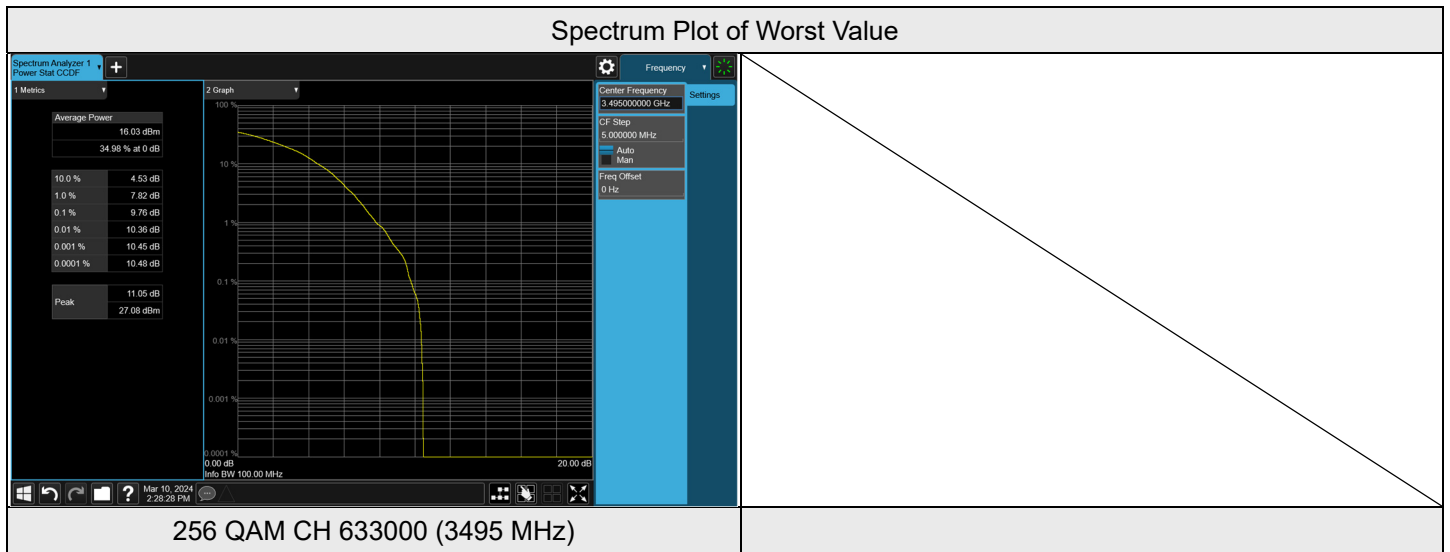 Spectrum Plot of Worst Value
Spectrum Analyzer 1
Power Stat CCDF
+
Frequency
1 Metrics
2 Graph
Center Frequency
3.495000000 GHz
Settings
CF Step
5.000000 MHz
Auto
Man
Freq Offset
0 Hz
Average Power
16.03 dBm
34.98 % at 0 dB
10.0 % 4.53 dB
1.0 % 7.82 dB
0.1 % 9.76 dB
0.01 % 10.36 dB
0.001 % 10.45 dB
0.0001 % 10.48 dB
Peak
11.05 dB
27.08 dBm
100 %
10 %
1 %
0.1 %
0.01 %
0.001 %
0.0001 %
0.00 dB 20.00 dB
Info BW 100.00 MHz
? Mar 10, 2024
2:28:28 PM
256 QAM CH 633000 (3495 MHz)